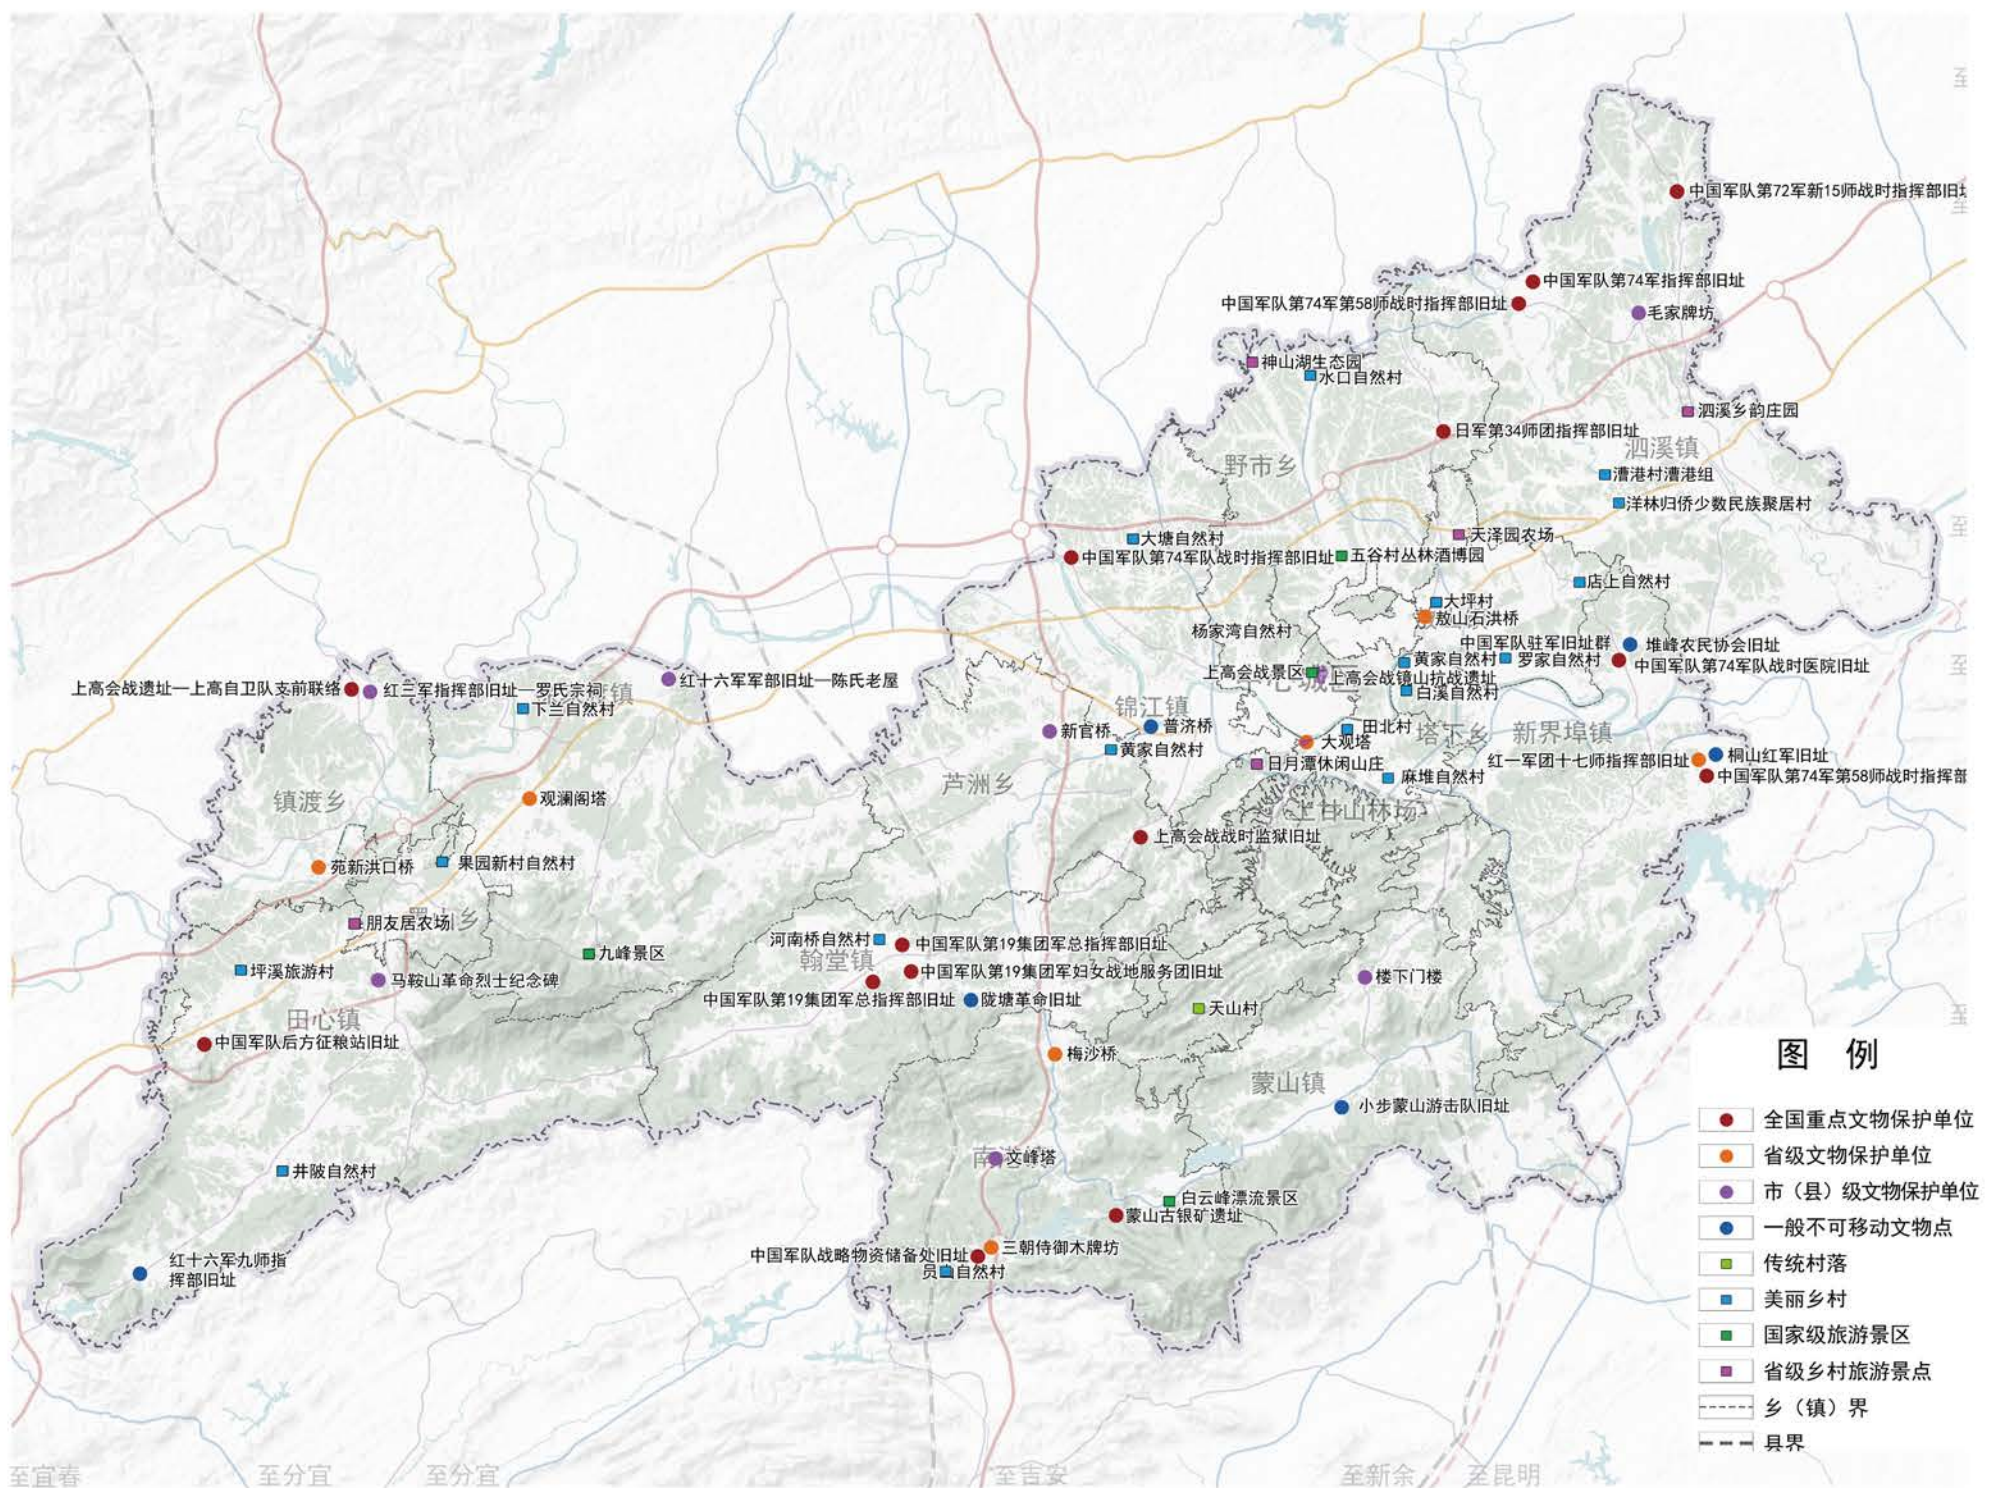 至
中国军队第72军新15师战时指挥部旧址
至
中国军队第74军指挥部旧址
中国军队第74军第58师战时指挥部旧址
毛家牌坊
神山湖生态园
水口自然村
泗溪乡韵庄园
日军第34师团指挥部旧址
泗溪镇
野市乡
漕港村漕港组
洋林归侨少数民族聚居村
至
天泽园农场
大塘自然村
中国军队第74军队战时指挥部旧址
五谷村丛林酒博园
店上自然村
大坪村
敖山石洪桥
杨家湾自然村
中国军队驻军旧址群
堆峰农民协会旧址
黄家自然村
罗家自然村
中国军队第74军队战时医院旧址
至
上高会战景区
上高会战镜山抗战遗址
白溪自然村
上高会战遗址—上高自卫队支前联络
红三军指挥部旧址—罗氏宗祠
镇
红十六军军部旧址—陈氏老屋
下兰自然村
锦江镇
新官桥
普济桥
田北村
塔下乡
新界埠镇
黄家自然村
大观塔
日月潭休闲山庄
麻堆自然村
红一军团十七师指挥部旧址
桐山红军旧址
中国军队第74军第58师战时指挥部
芦洲乡
镇渡乡
观澜阁塔
上甘山林场
上高会战战时监狱旧址
苑新洪口桥
果园新村自然村
朋友居农场
乡
河南桥自然村
中国军队第19集团军总指挥部旧址
九峰景区
翰堂镇
坪溪旅游村
马鞍山革命烈士纪念碑
中国军队第19集团军妇女战地服务团旧址
楼下门楼
中国军队第19集团军总指挥部旧址
陇塘革命旧址
天山村
至
田心镇
中国军队后方征粮站旧址
梅沙桥
蒙山镇
小步蒙山游击队旧址
南
文峰塔
井陂自然村
白云峰漂流景区
蒙山古银矿遗址
三朝侍御木牌坊
中国军队战略物资储备处旧址
员山自然村
红十六军九师指
挥部旧址
图 例
全国重点文物保护单位
省级文物保护单位
市（县）级文物保护单位
一般不可移动文物点
传统村落
美丽乡村
国家级旅游景区
省级乡村旅游景点
乡（镇）界
县界
至宜春
至分宜
至分宜
至吉安
至新余
至昆明